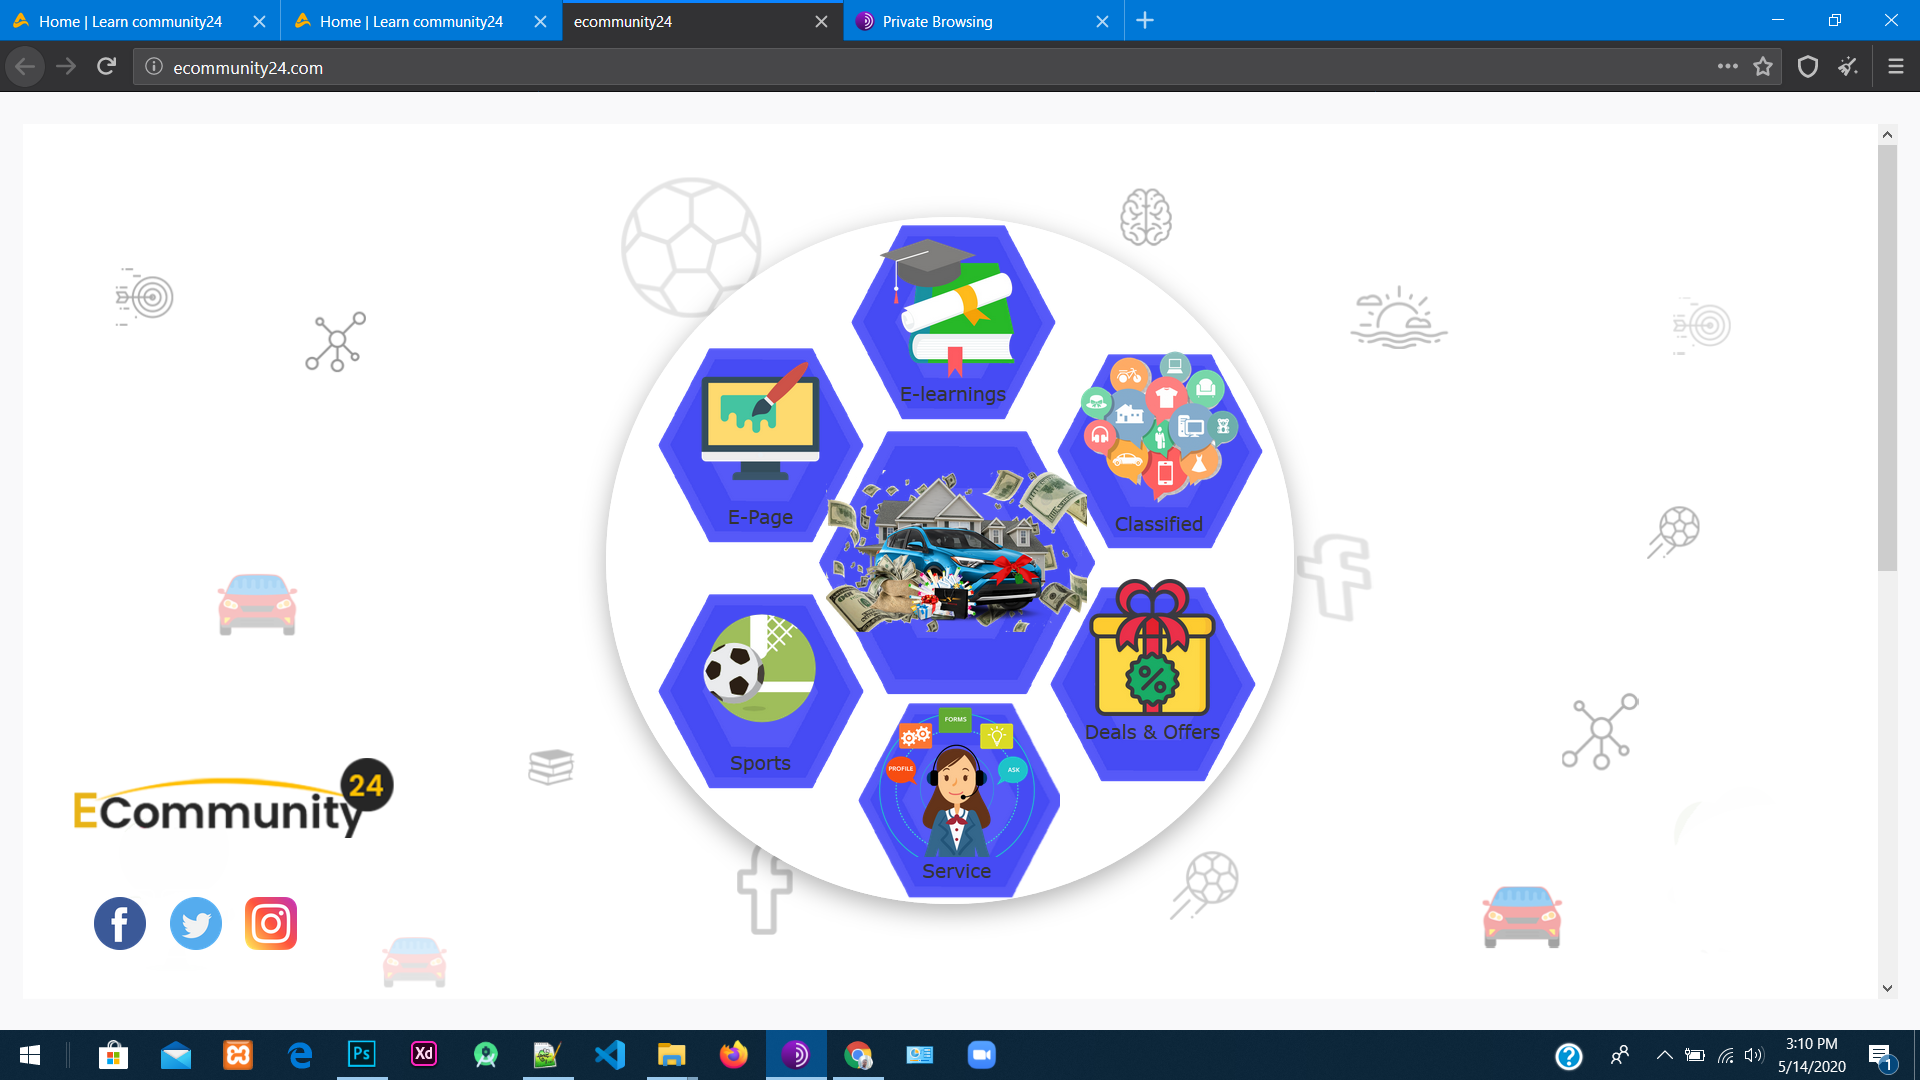 Home | Learn community24
Home | Learn community24
ecommunity24
Private Browsing
ecommunity24.com
E-learnings
E-Page
Classified
Sports
Deals & Offers
FORMS
PROFILE
ASK
Service
ECommunity
24
Ps
Xd
3:10 PM
5/14/2020
1